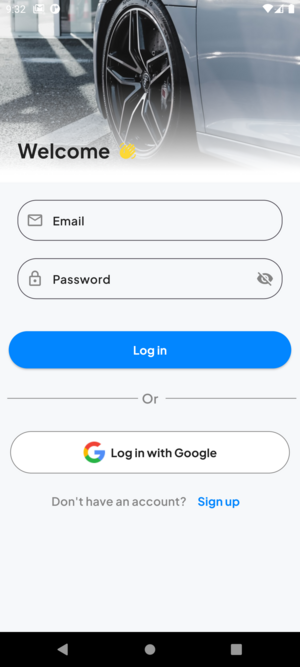 9:32
Welcome 👋
Email
Password
Log in
Or
Log in with Google
Don't have an account? Sign up